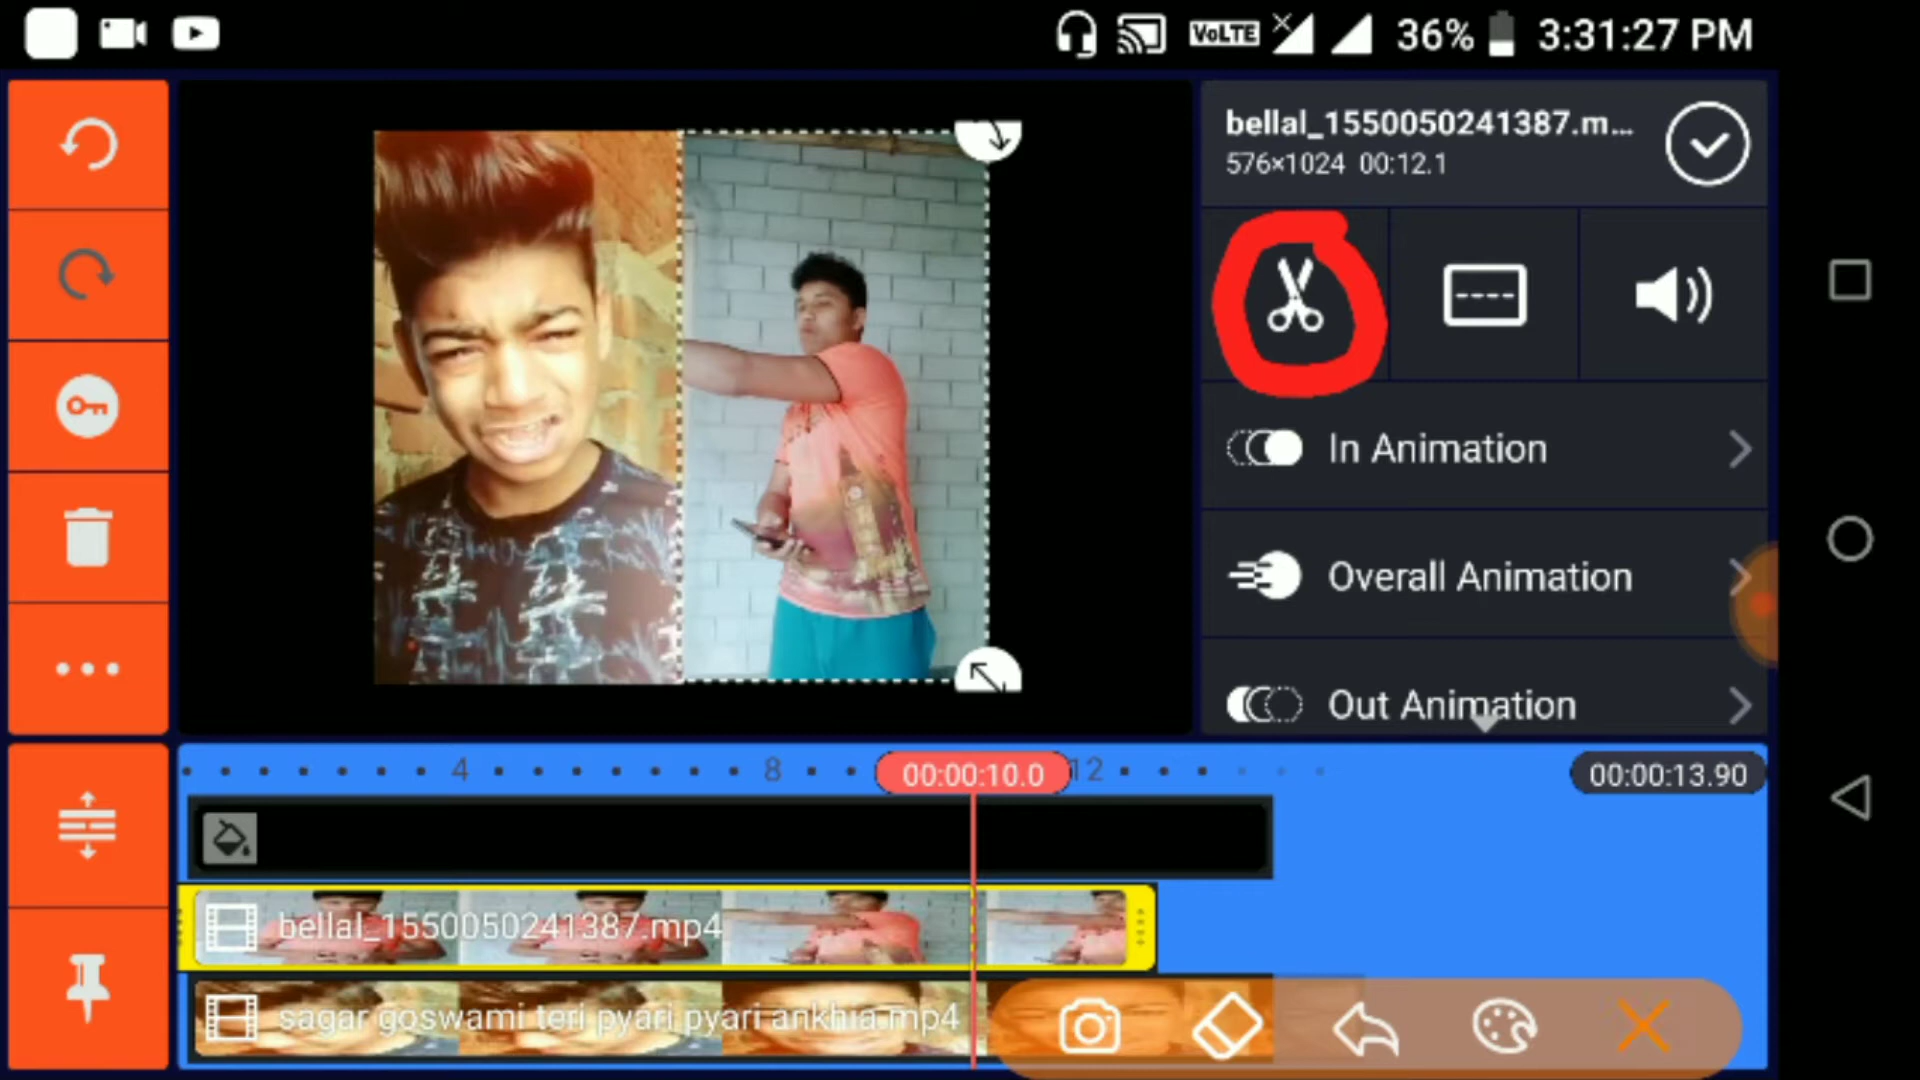 VoLTE 36% 3:31:27 PM
bellal_1550050241387.m...
576×1024 00:12.1
In Animation
Overall Animation
Out Animation
4 8 00:00:10.0 12 00:00:13.90
bellal_1550050241387.mp4
sagar goswami teri pyari pyari ankhia.mp4